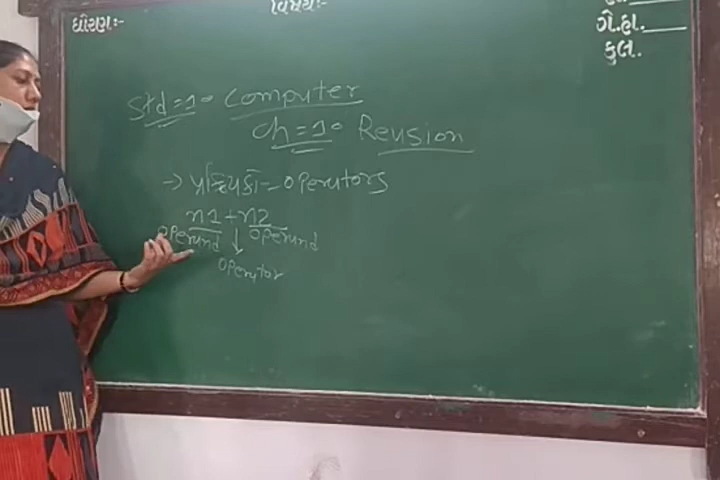 ધોરણ:-
વિષય:-
ગે.હા.
કુલ.
Std = 10 Computer
ch = 10 Revision
→ પ્રક્રિયકો - operators
n1 + n2
operand operand
operator